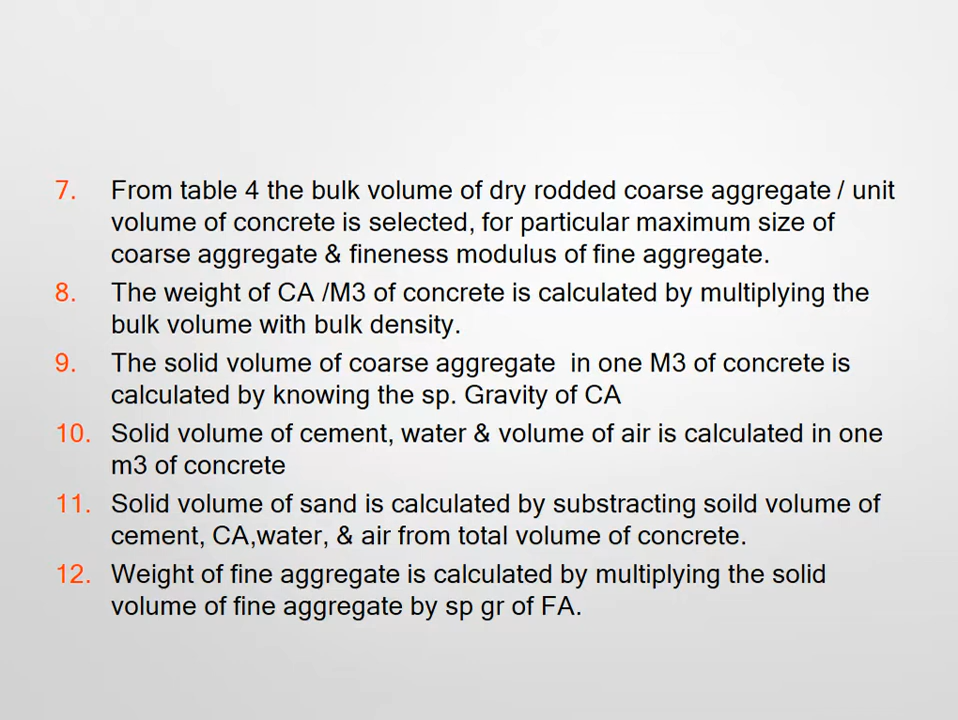 7. From table 4 the bulk volume of dry rodded coarse aggregate / unit
volume of concrete is selected, for particular maximum size of
coarse aggregate & fineness modulus of fine aggregate.
8. The weight of CA /M3 of concrete is calculated by multiplying the
bulk volume with bulk density.
9. The solid volume of coarse aggregate  in one M3 of concrete is
calculated by knowing the sp. Gravity of CA
10. Solid volume of cement, water & volume of air is calculated in one
m3 of concrete
11. Solid volume of sand is calculated by substracting soild volume of
cement, CA,water, & air from total volume of concrete.
12. Weight of fine aggregate is calculated by multiplying the solid
volume of fine aggregate by sp gr of FA.